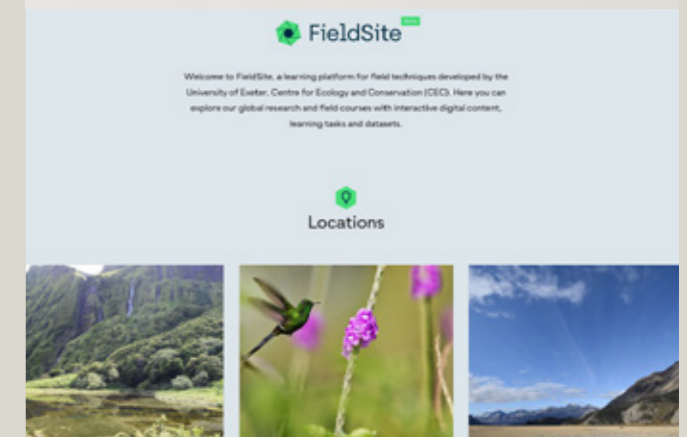 FieldSite
Welcome to FieldSite, a learning platform for field techniques developed by the
University of Exeter, Centre for Ecology and Conservation (CEC). Here you can
explore our global research and field courses with interactive digital content,
learning tasks and datasets.
Locations